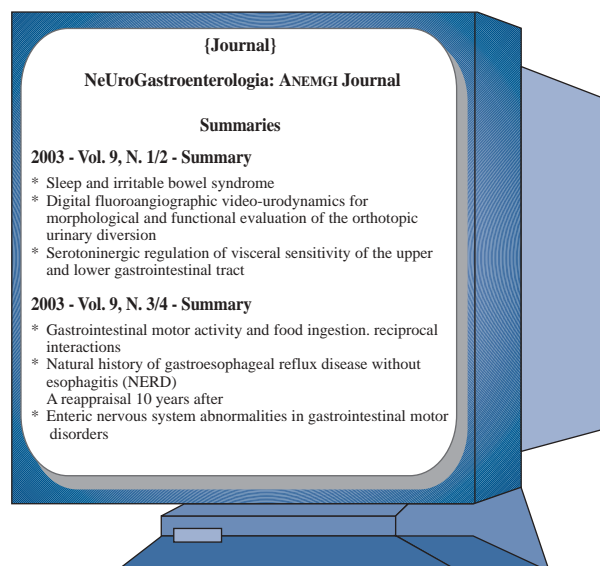 {Journal}
NeUroGastroenterologia: ANEMGI Journal
Summaries
2003 - Vol. 9, N. 1/2 - Summary
* Sleep and irritable bowel syndrome
* Digital fluoroangiographic video-urodynamics for
morphological and functional evaluation of the orthotopic
urinary diversion
* Serotoninergic regulation of visceral sensitivity of the upper
and lower gastrointestinal tract
2003 - Vol. 9, N. 3/4 - Summary
* Gastrointestinal motor activity and food ingestion. reciprocal
interactions
* Natural history of gastroesophageal reflux disease without
esophagitis (NERD)
A reappraisal 10 years after
* Enteric nervous system abnormalities in gastrointestinal motor
disorders